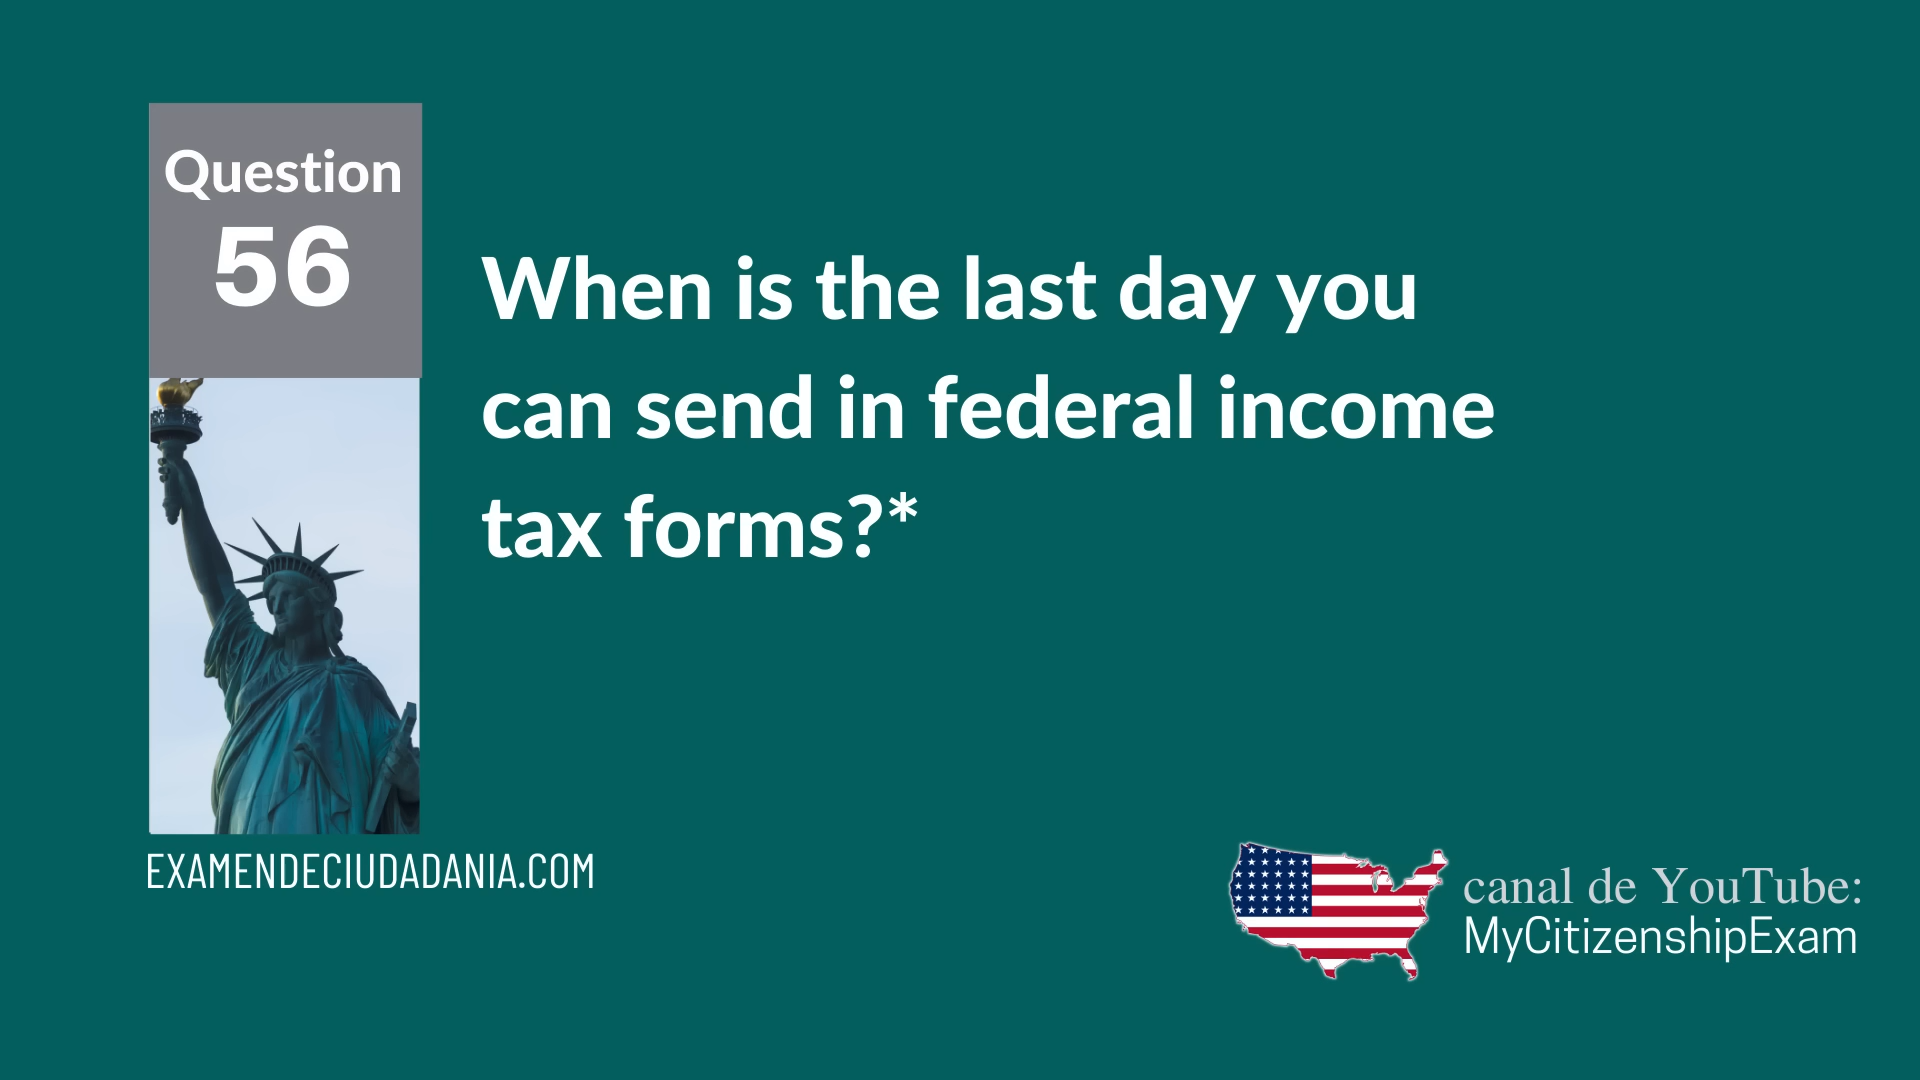 Question
56
When is the last day you
can send in federal income
tax forms?*
EXAMENDECIUDADANIA.COM
canal de YouTube:
MyCitizenshipExam